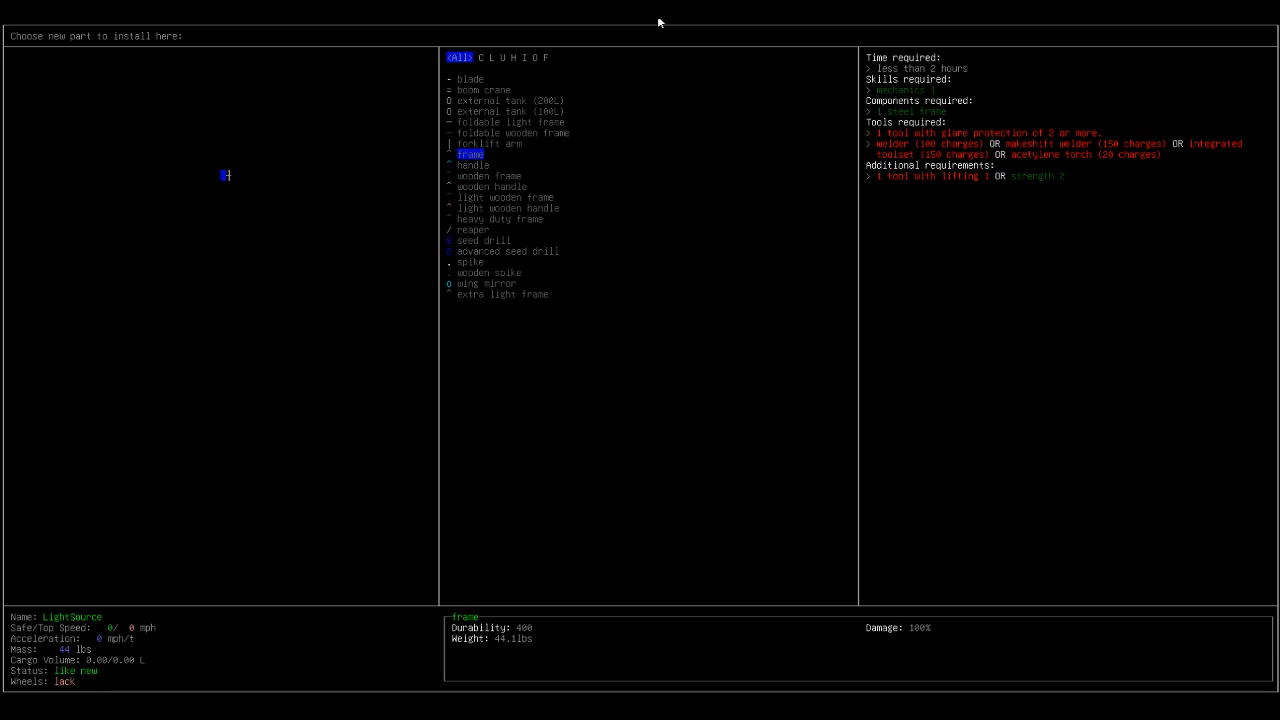 Choose new part to install here:
<All> C L U H I O F
- blade
= boom crane
O external tank (200L)
O external tank (100L)
─ foldable light frame
─ foldable wooden frame
| forklift arm
^ frame
^ handle
^ wooden frame
^ wooden handle
^ light wooden frame
^ light wooden handle
^ heavy duty frame
/ reaper
seed drill
advanced seed drill
. spike
. wooden spike
o wing mirror
^ extra light frame
Time required:
> less than 2 hours
Skills required:
> mechanics 1
Components required:
> 1 steel frame
Tools required:
> 1 tool with glare protection of 2 or more.
> welder (100 charges) OR makeshift welder (150 charges) OR integrated
toolset (150 charges) OR acetylene torch (20 charges)
Additional requirements:
> 1 tool with lifting 1 OR strength 2
Name: LightSource
Safe/Top Speed: 0/ 0 mph
Acceleration: 0 mph/t
Mass: 44 lbs
Cargo Volume: 0.00/0.00 L
Status: like new
Wheels: lack
frame
Durability: 400
Weight: 44.1lbs
Damage: 100%